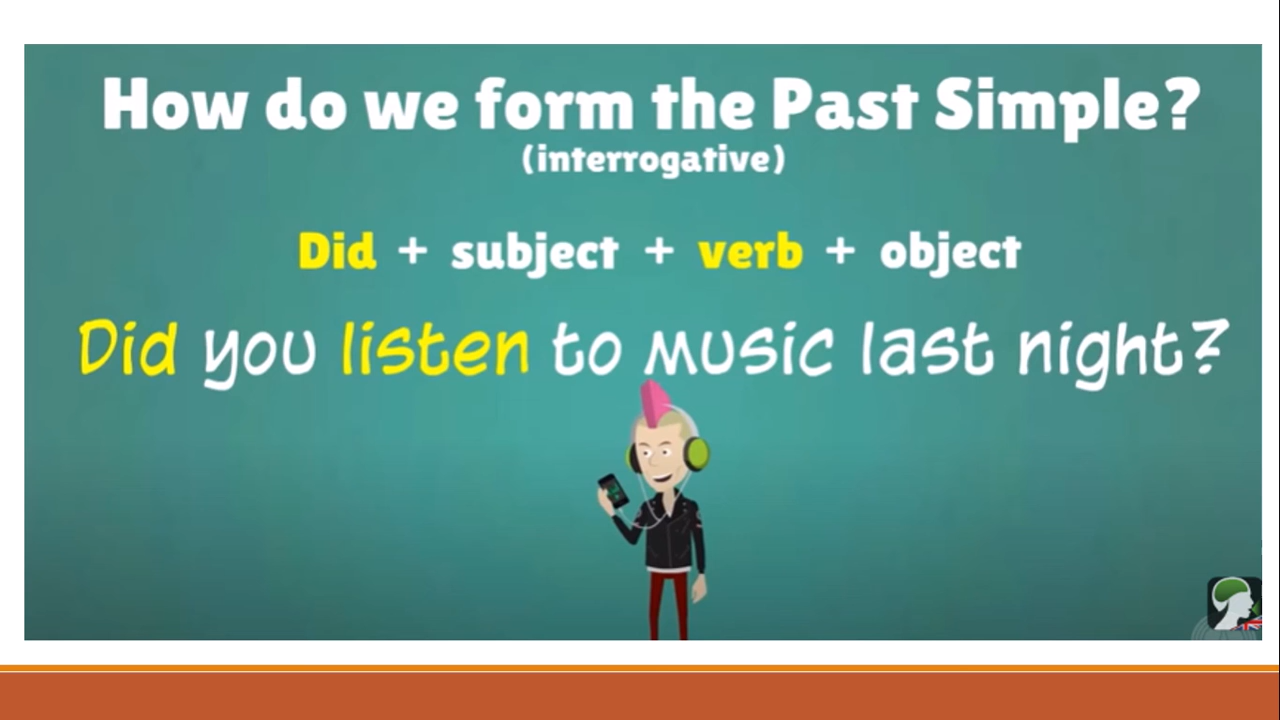 How do we form the Past Simple?
(interrogative)
Did + subject + verb + object
Did you listen to music last night?